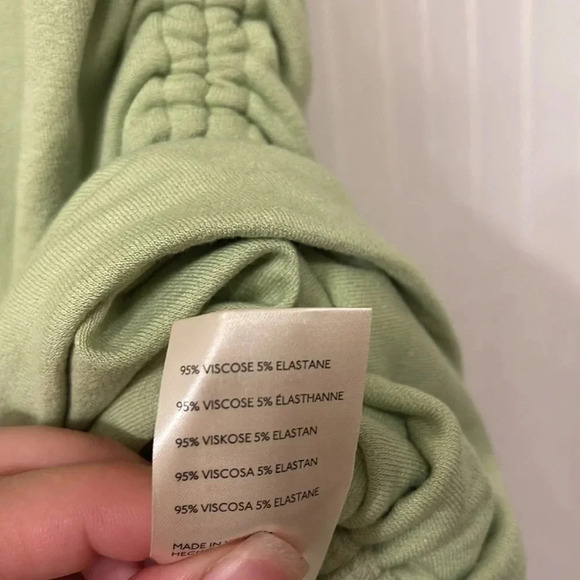 95% VISCOSE 5% ELASTANE
95% VISCOSE 5% ÉLASTHANNE
95% VISKOSE 5% ELASTAN
95% VISCOSA 5% ELASTAN
95% VISCOSA 5% ELASTANE
MADE IN